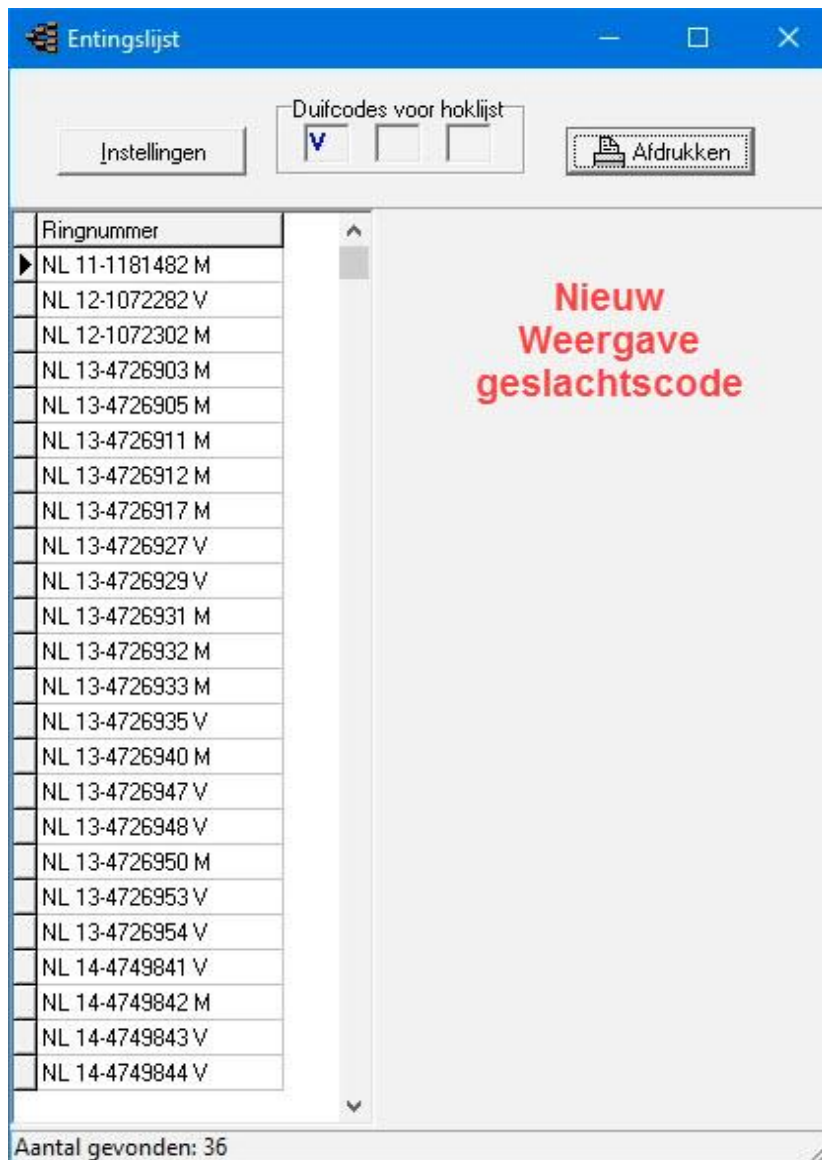 Entingslijst
Duifcodes voor hoklijst
Instellingen
V
Afdrukken
Ringnummer
NL 11-1181482 M
NL 12-1072282 V
NL 12-1072302 M
NL 13-4726903 M
NL 13-4726905 M
NL 13-4726911 M
NL 13-4726912 M
NL 13-4726917 M
NL 13-4726927 V
NL 13-4726929 V
NL 13-4726931 M
NL 13-4726932 M
NL 13-4726933 M
NL 13-4726935 V
NL 13-4726940 M
NL 13-4726947 V
NL 13-4726948 V
NL 13-4726950 M
NL 13-4726953 V
NL 13-4726954 V
NL 14-4749841 V
NL 14-4749842 M
NL 14-4749843 V
NL 14-4749844 V
Nieuw
Weergave
geslachtscode
Aantal gevonden: 36